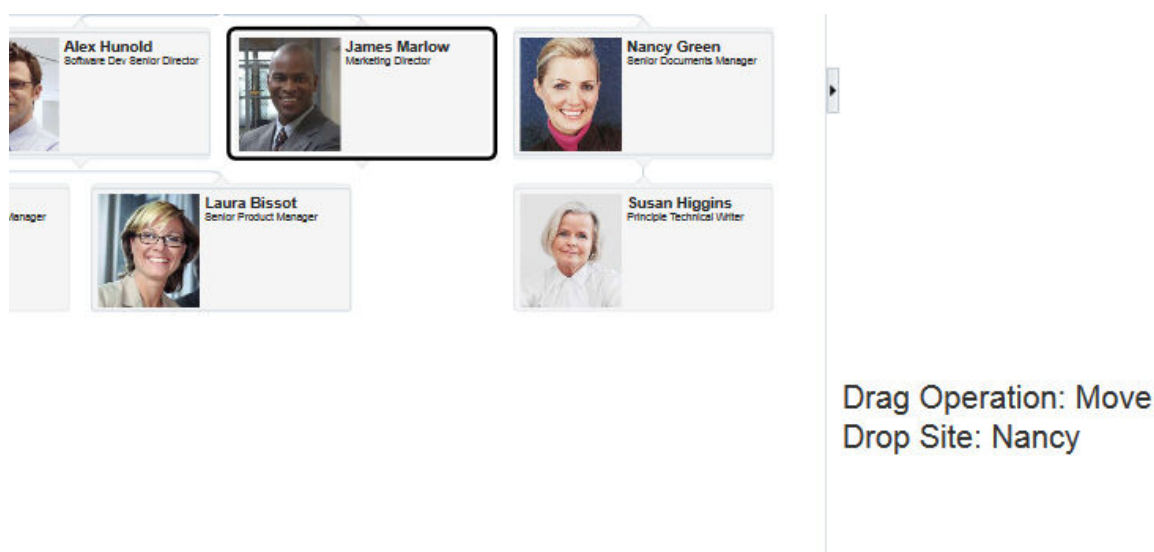 Alex Hunold
Software Dev Senior Director
James Marlow
Marketing Director
Nancy Green
Senior Documents Manager
Manager
Laura Bissot
Senior Product Manager
Susan Higgins
Principle Technical Writer
Drag Operation: Move
Drop Site: Nancy